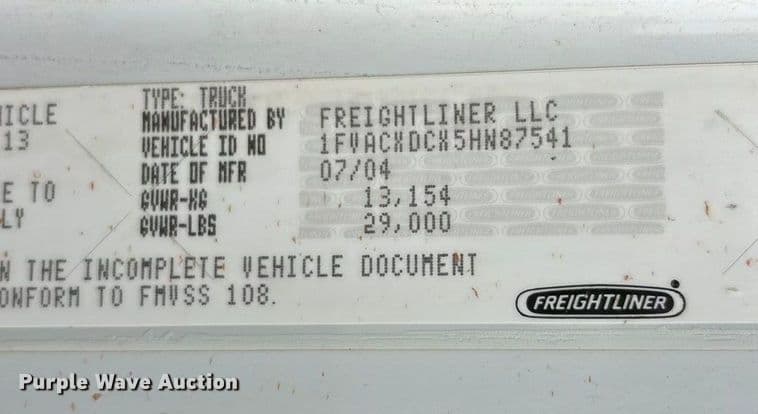 TYPE: TRUCK
HICLE MANUFACTURED BY FREIGHTLINER LLC
13 VEHICLE ID NO 1FVACXDCX5HN87541
DATE OF MFR 07/04
E TO GVWR-KG 13,154
LY GVWR-LBS 29,000
N THE INCOMPLETE VEHICLE DOCUMENT
ONFORM TO FMVSS 108.
FREIGHTLINER
Purple Wave Auction